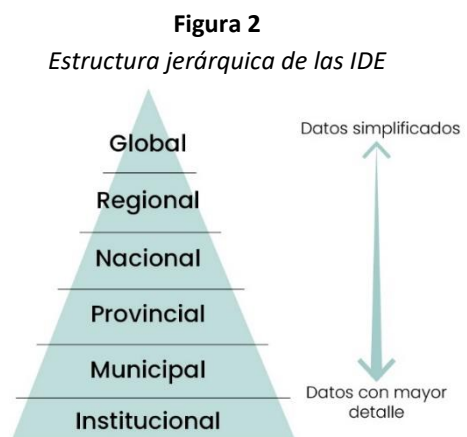 Figura 2
Estructura jerárquica de las IDE
Global
Regional
Nacional
Provincial
Municipal
Institucional
Datos simplificados
Datos con mayor
detalle